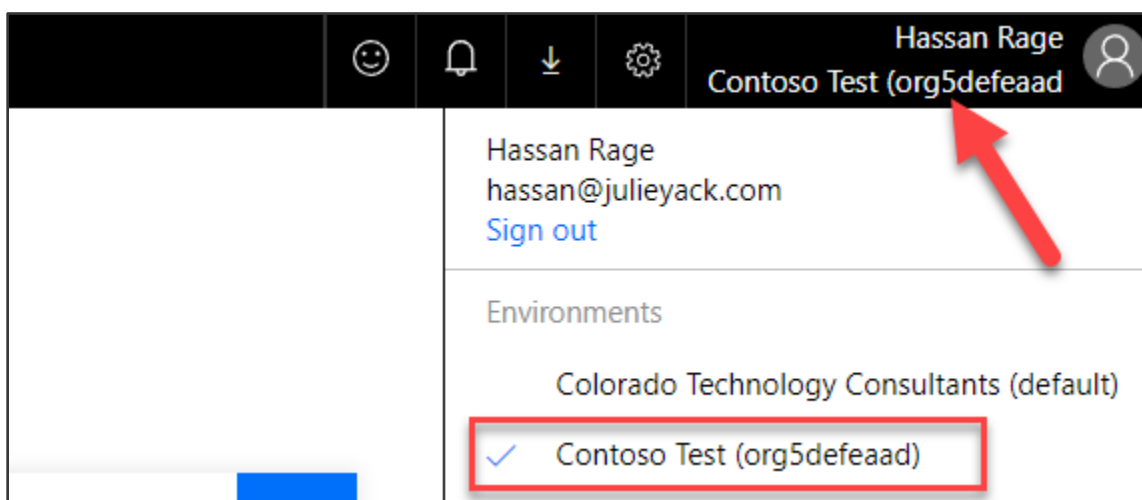 Hassan Rage
Contoso Test (org5defeaad
Hassan Rage
hassan@julieyack.com
Sign out
Environments
Colorado Technology Consultants (default)
Contoso Test (org5defeaad)